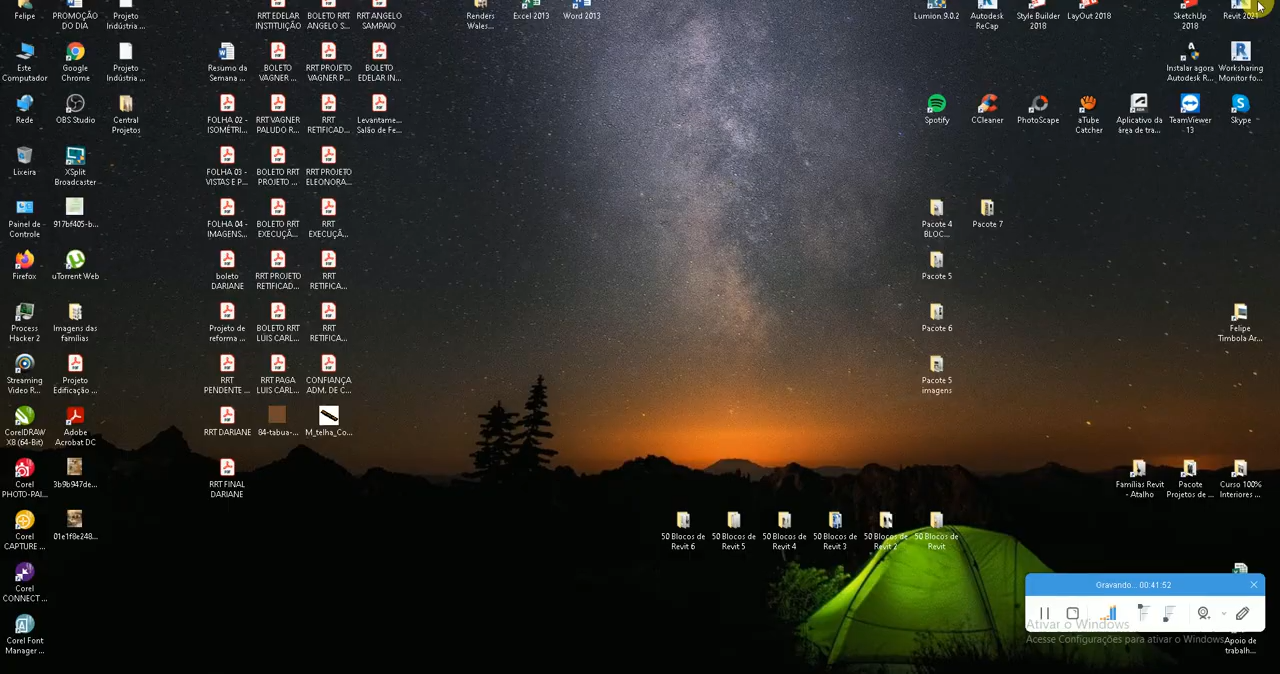 Felipe
PROMOÇÃO
DO DIA
Projeto
Indústria ...
RRT EDELAR
INSTITUIÇÃO
BOLETO RRT
ANGELO S...
RRT ANGELO
SAMPAIO
Renders
Wales...
Excel 2013
Word 2013
Lumion_9.0.2
Autodesk
ReCap
Style Builder
2018
LayOut 2018
SketchUp
2018
Revit 2021
Este
Computador
Google
Chrome
Projeto
Indústria ...
Resumo da
Semana ...
BOLETO
VAGNER ...
RRT PROJETO
VAGNER P...
BOLETO
EDELAR IN...
Instalar agora
Autodesk R...
Worksharing
Monitor fo...
Rede
OBS Studio
Central
Projetos
FOLHA 02 -
ISOMÉTRI...
RRT VAGNER
PALUDO R...
RRT
RETIFICAD...
Levantame...
Salão de Fe...
Spotify
CCleaner
PhotoScape
aTube
Catcher
Aplicativo da
área de tra...
TeamViewer
13
Skype
Lixeira
XSplit
Broadcaster
FOLHA 03 -
VISTAS E P...
BOLETO RRT
PROJETO ...
RRT PROJETO
ELEONORA...
Painel de
Controle
917bf405-b...
FOLHA 04 -
IMAGENS...
BOLETO RRT
EXECUÇÃ...
RRT
EXECUÇÃ...
Pacote 4
BLOC...
Pacote 7
Firefox
uTorrent Web
boleto
DARIANE
RRT PROJETO
RETIFICAD...
RRT
RETIFICA...
Pacote 5
Process
Hacker 2
Imagens das
famílias
Projeto de
reforma ...
BOLETO RRT
LUIS CARL...
RRT
RETIFICA...
Pacote 6
Felipe
Timbola Ar...
Streaming
Video R...
Projeto
Edificação ...
RRT
PENDENTE ...
RRT PAGA
LUIS CARL...
CONFIANÇA
ADM. DE C...
Pacote 5
imagens
CorelDRAW
X8 (64-Bit)
Adobe
Acrobat DC
RRT DARIANE
84-tabua-...
M_telha_Co...
Corel
PHOTO-PAI...
3b9b947de...
RRT FINAL
DARIANE
Famílias Revit
- Atalho
Pacote
Projetos de ...
Curso 100%
Interiores ...
Corel
CAPTURE ...
01e1f8e248...
50 Blocos de
Revit 6
50 Blocos de
Revit 5
50 Blocos de
Revit 4
50 Blocos de
Revit 3
50 Blocos de
Revit 2
50 Blocos de
Revit
Corel
CONNECT ...
Gravando... 00:41:52
Corel Font
Manager ...
Ativar o Windows
Acesse Configurações para ativar o Windows.
Apoio de
trabalh...